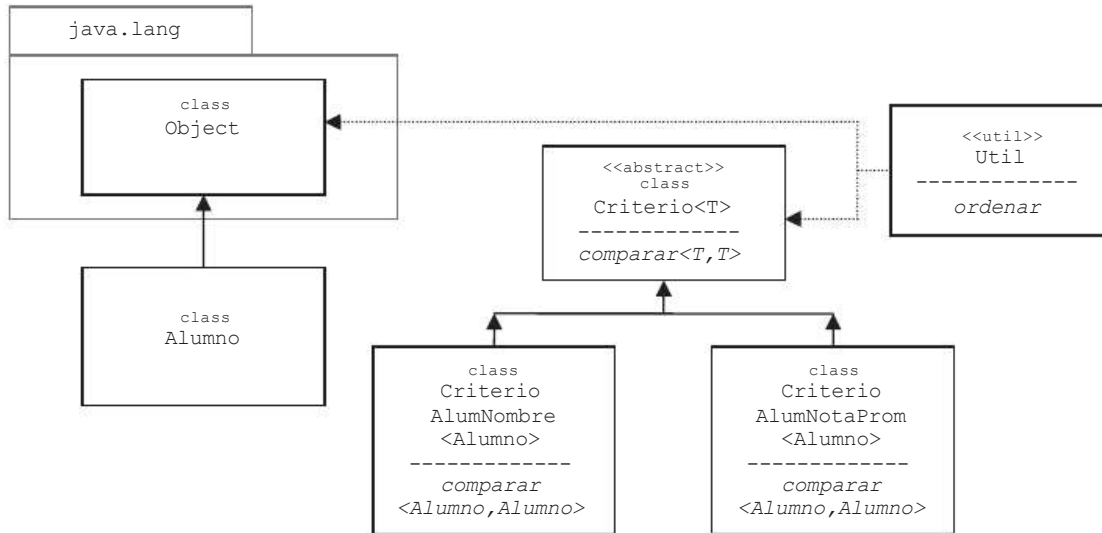 java.lang
class
Object
<<util>>
Util
-------------
ordenar
<<abstract>>
class
Criterio<T>
-------------
comparar<T,T>
class
Alumno
class
Criterio
AlumNombre
<Alumno>
-------------
comparar
<Alumno,Alumno>
class
Criterio
AlumNotaProm
<Alumno>
-------------
comparar
<Alumno,Alumno>